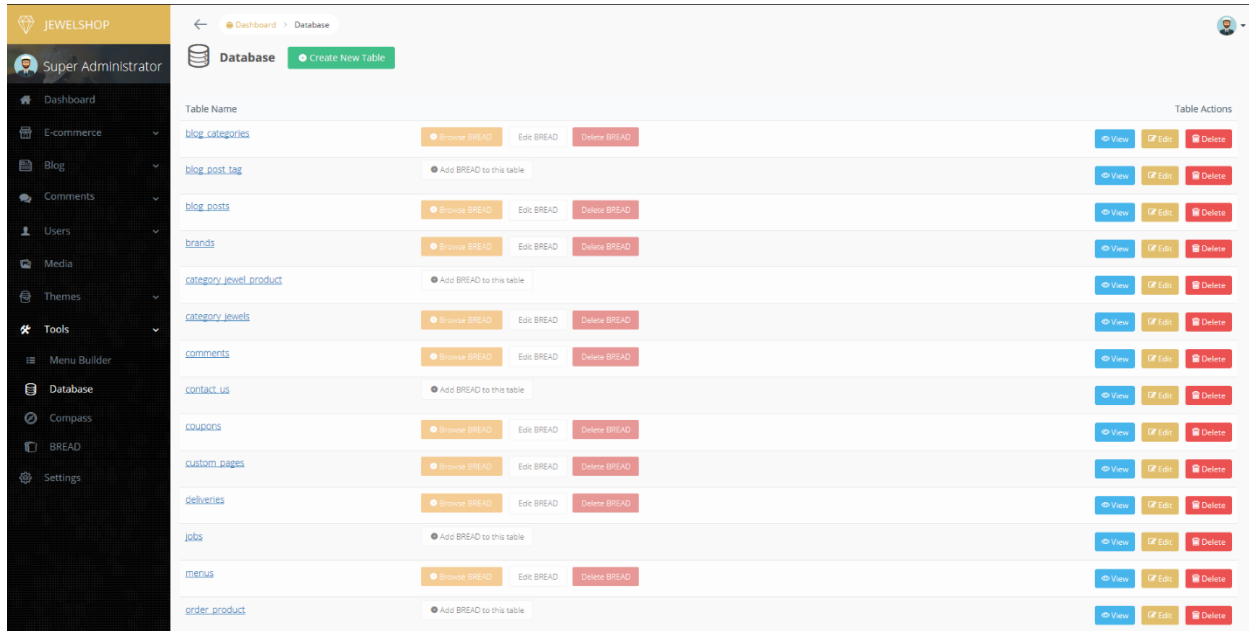 JEWELSHOP
Super Administrator
Dashboard
E-commerce
Blog
Comments
Users
Media
Themes
Tools
Menu Builder
Database
Compass
BREAD
Settings
Dashboard > Database
Database Create New Table
Table Name Table Actions
blog_categories Browse BREAD Edit BREAD Delete BREAD View Edit Delete
blog_post_tag Add BREAD to this table View Edit Delete
blog_posts Browse BREAD Edit BREAD Delete BREAD View Edit Delete
brands Browse BREAD Edit BREAD Delete BREAD View Edit Delete
category_jewel_product Add BREAD to this table View Edit Delete
category_jewels Browse BREAD Edit BREAD Delete BREAD View Edit Delete
comments Browse BREAD Edit BREAD Delete BREAD View Edit Delete
contact_us Add BREAD to this table View Edit Delete
coupons Browse BREAD Edit BREAD Delete BREAD View Edit Delete
custom_pages Browse BREAD Edit BREAD Delete BREAD View Edit Delete
deliveries Browse BREAD Edit BREAD Delete BREAD View Edit Delete
jobs Add BREAD to this table View Edit Delete
menus Browse BREAD Edit BREAD Delete BREAD View Edit Delete
order_product Add BREAD to this table View Edit Delete